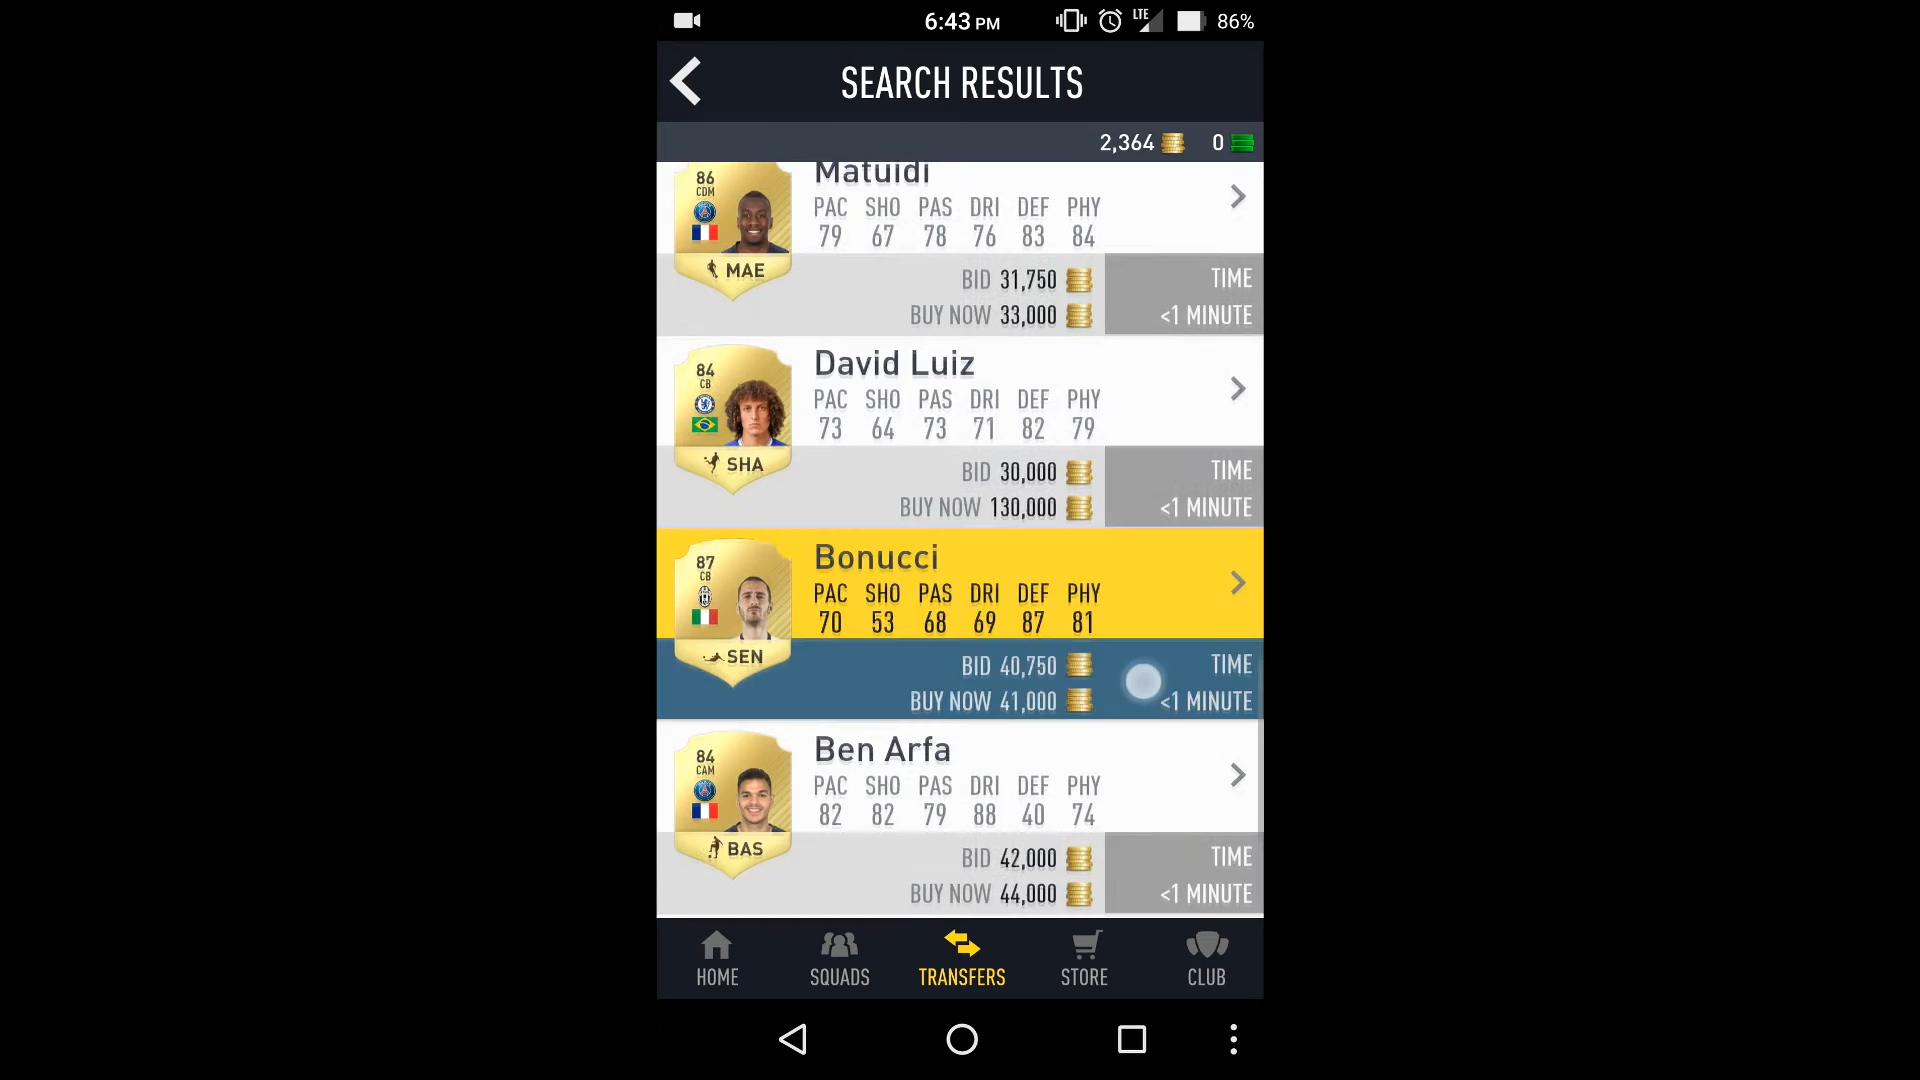 6:43 PM LTE 86%
SEARCH RESULTS
2,364 0
86 Matuidi
CDM
PAC SHO PAS DRI DEF PHY
79 67 78 76 83 84
MAE
BID 31,750 TIME
BUY NOW 33,000 <1 MINUTE
84 David Luiz
CB
PAC SHO PAS DRI DEF PHY
73 64 73 71 82 79
SHA
BID 30,000 TIME
BUY NOW 130,000 <1 MINUTE
87 Bonucci
CB
PAC SHO PAS DRI DEF PHY
70 53 68 69 87 81
SEN
BID 40,750 TIME
BUY NOW 41,000 <1 MINUTE
84 Ben Arfa
CAM
PAC SHO PAS DRI DEF PHY
82 82 79 88 40 74
BAS
BID 42,000 TIME
BUY NOW 44,000 <1 MINUTE
HOME SQUADS TRANSFERS STORE CLUB